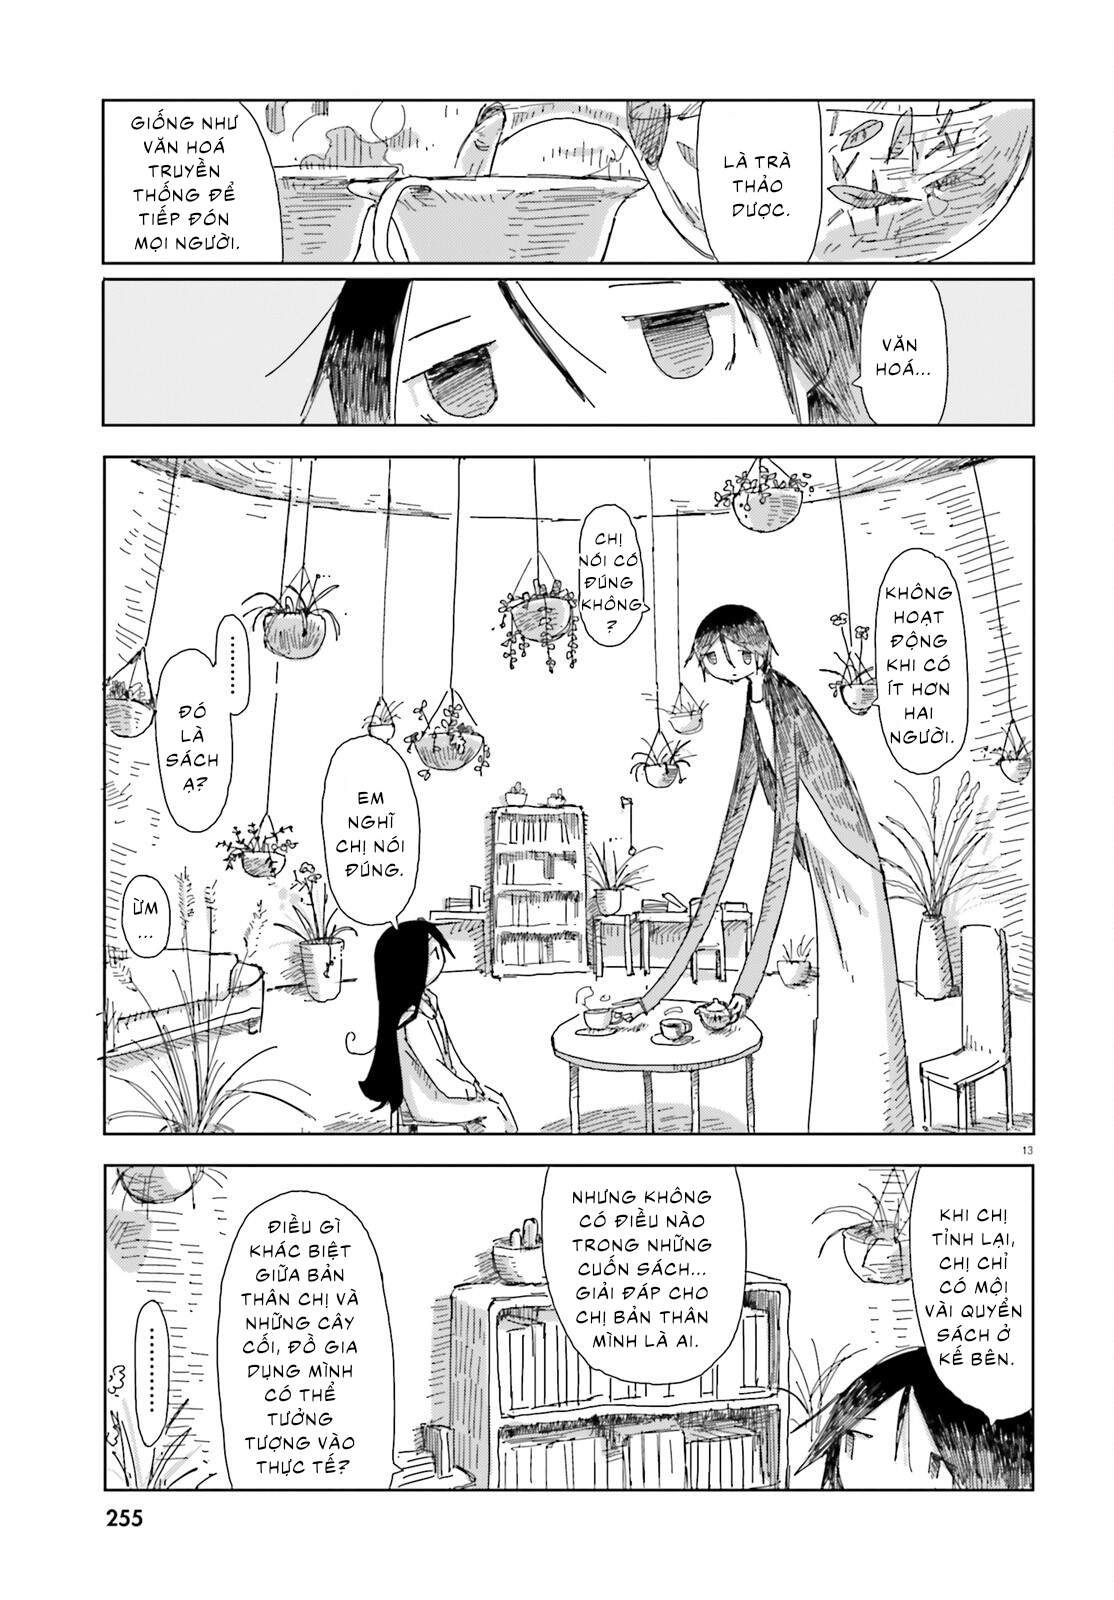 LÀ TRÀ
THẢO
DƯỢC.
GIỐNG NHƯ
VĂN HOÁ
TRUYỀN
THỐNG ĐỂ
TIẾP ĐÓN
MỌI NGƯỜI.
VĂN
HOÁ...
KHÔNG
HOẠT
ĐỘNG
KHI CÓ
ÍT HƠN
HAI
NGƯỜI.
CHỊ
NÓI CÓ
ĐÚNG
KHÔNG
?
EM
NGHĨ
CHỊ NÓI
ĐÚNG.
.........
ĐÓ
LÀ
SÁCH
Ạ?
ỪM
...
13
KHI CHỊ
TỈNH LẠI,
CHỊ CHỈ
CÓ MỘI
VÀI QUYỂN
SÁCH Ở
KẾ BÊN.
NHƯNG KHÔNG
CÓ ĐIỀU NÀO
TRONG NHỮNG
CUỐN SÁCH...
GIẢI ĐÁP CHO
CHỊ BẢN THÂN
MÌNH LÀ AI.
ĐIỀU GÌ
KHÁC BIỆT
GIỮA BẢN
THÂN CHỊ VÀ
NHỮNG CÂY
CỐI, ĐỒ GIA
DỤNG MÌNH
CÓ THỂ
TƯỞNG
TƯỢNG VÀO
THỰC TẾ?
..........
255